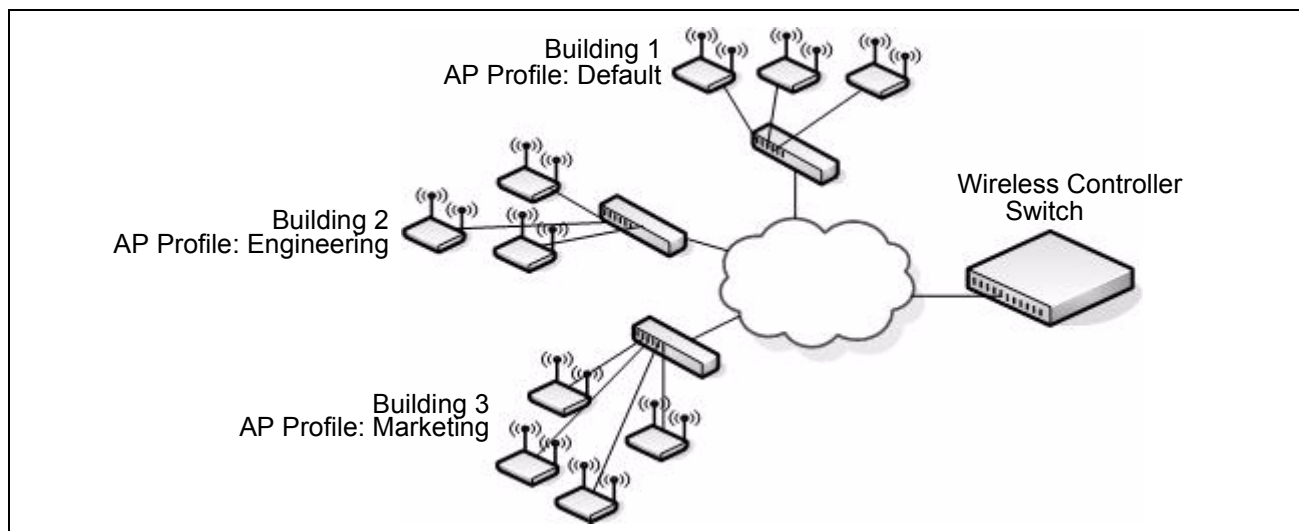 Building 1
AP Profile: Default
Wireless Controller
Switch
Building 2
AP Profile: Engineering
Building 3
AP Profile: Marketing